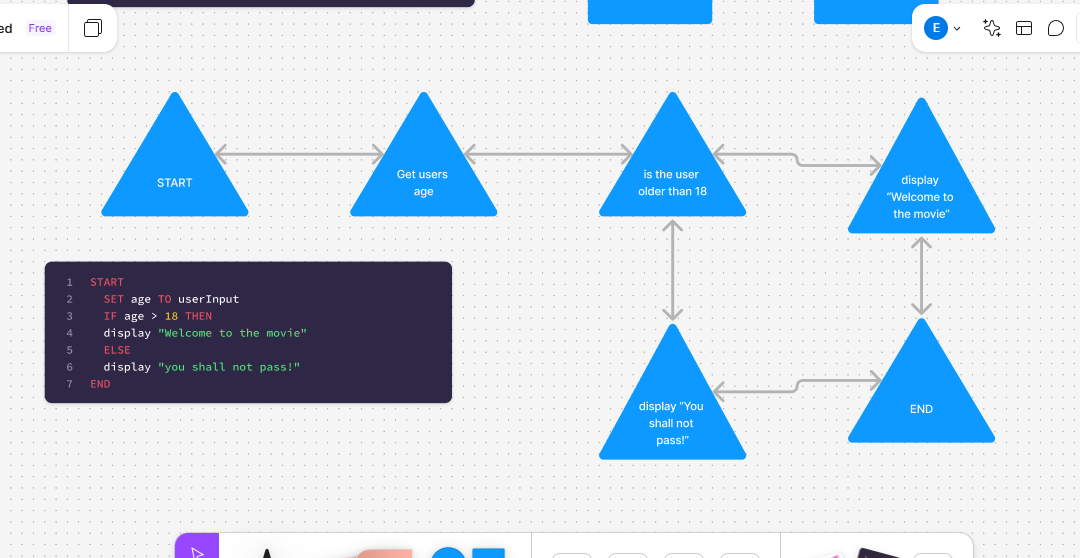 ed Free
E
START
Get users
age
is the user
older than 18
display
“Welcome to
the movie”
1 START
2 SET age TO userInput
3 IF age > 18 THEN
4 display "Welcome to the movie"
5 ELSE
6 display "you shall not pass!"
7 END
display “You
shall not
pass!”
END